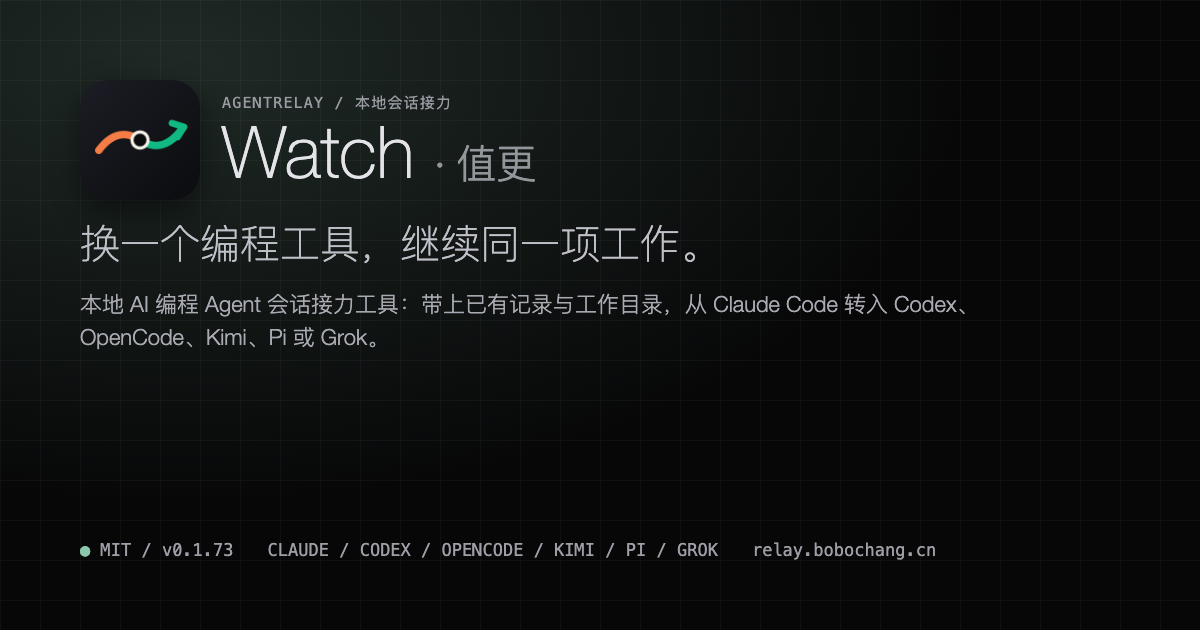 AGENTRELAY / 本地会话接力
Watch · 值更
换一个编程工具，继续同一项工作。
本地 AI 编程 Agent 会话接力工具：带上已有记录与工作目录，从 Claude Code 转入 Codex、
OpenCode、Kimi、Pi 或 Grok。
MIT / v0.1.73 CLAUDE / CODEX / OPENCODE / KIMI / PI / GROK relay.bobochang.cn